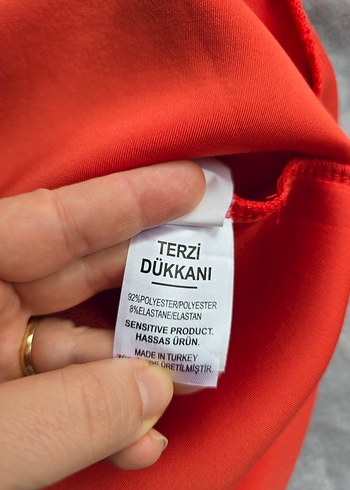 TERZİ
DÜKKANI
92%POLYESTER/POLYESTER
8%ELASTANE/ELASTAN
SENSITIVE PRODUCT.
HASSAS ÜRÜN.
MADE IN TURKEY
ÜRETİLMİŞTİR.